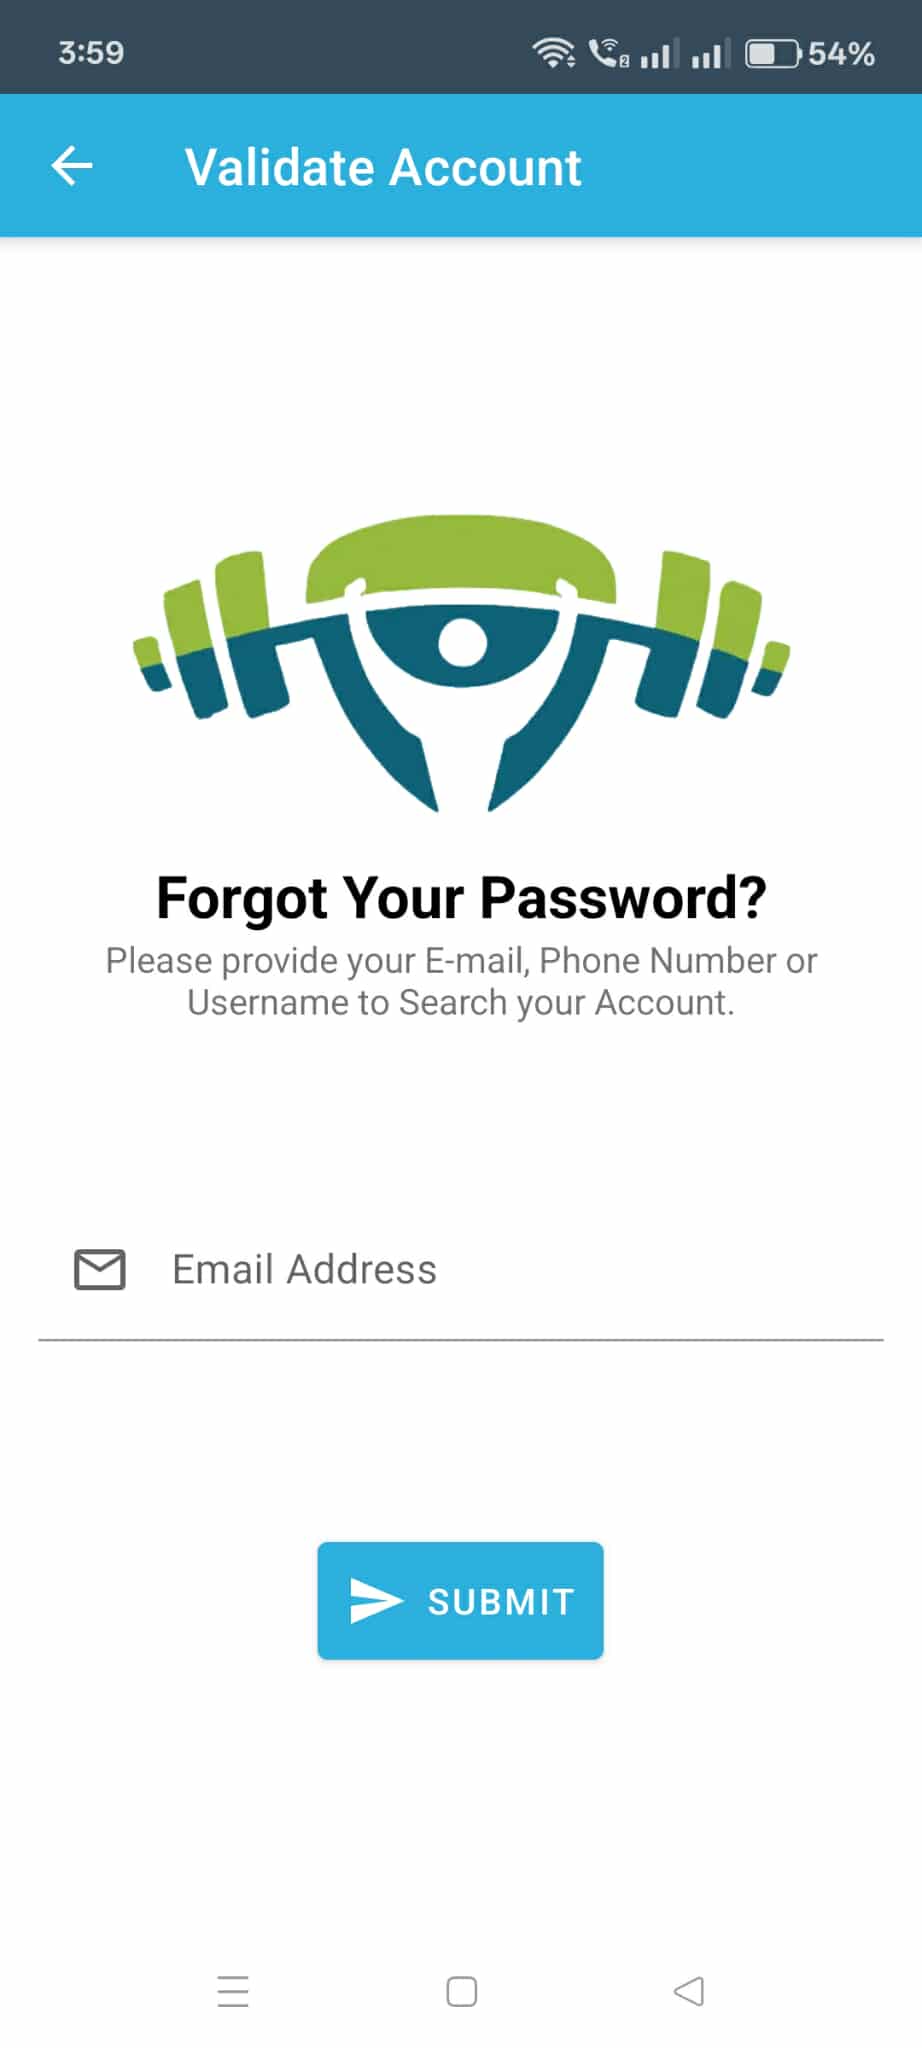 3:59
2
54%
Validate Account
Forgot Your Password?
Please provide your E-mail, Phone Number or
Username to Search your Account.
Email Address
SUBMIT